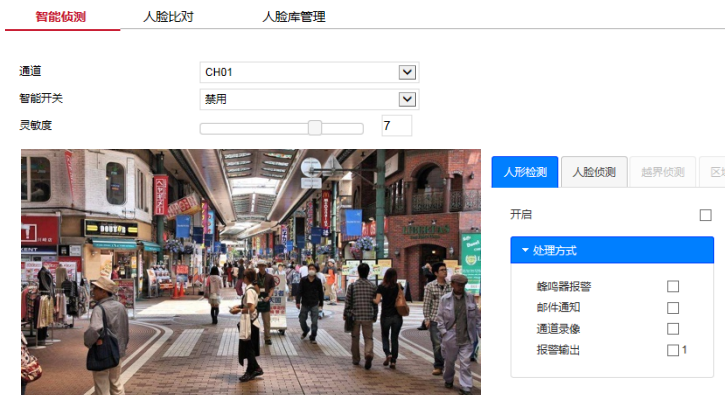 智能侦测 人脸比对 人脸库管理
通道 CH01
智能开关 禁用
灵敏度 7
人形检测 人脸侦测 越界侦测
开启
处理方式
蜂鸣器报警
邮件通知
通道录像
报警输出 1